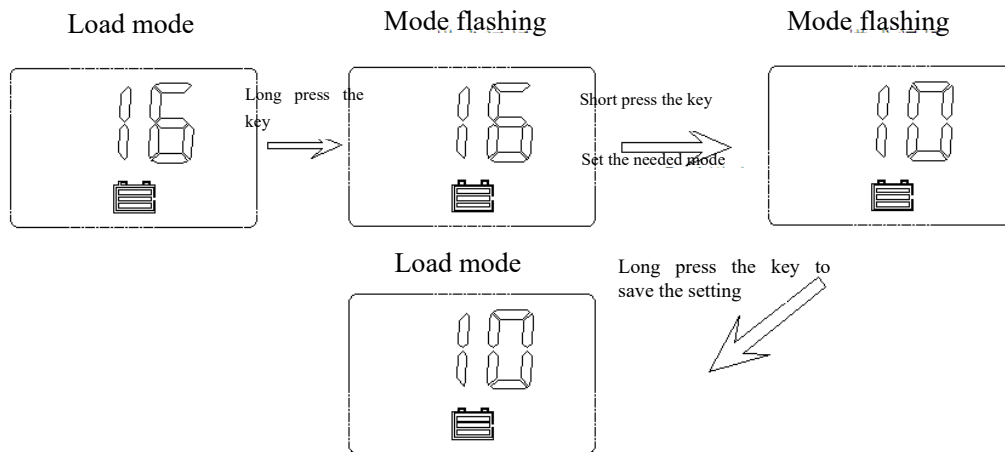 Load mode
Mode flashing
Mode flashing
16
Long press the
key
16
Short press the key
Set the needed mode
10
Load mode
Long press the key to
save the setting
10